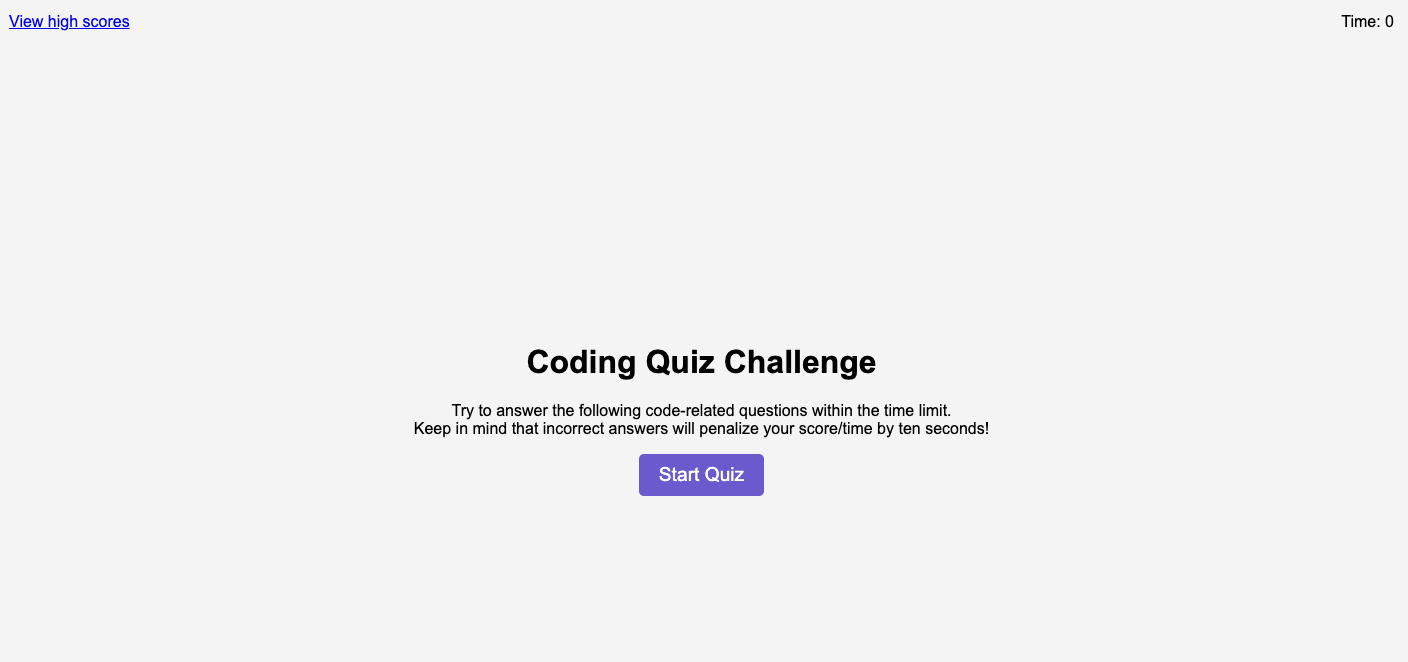 View high scores
Time: 0
Coding Quiz Challenge
Try to answer the following code-related questions within the time limit.
Keep in mind that incorrect answers will penalize your score/time by ten seconds!
Start Quiz